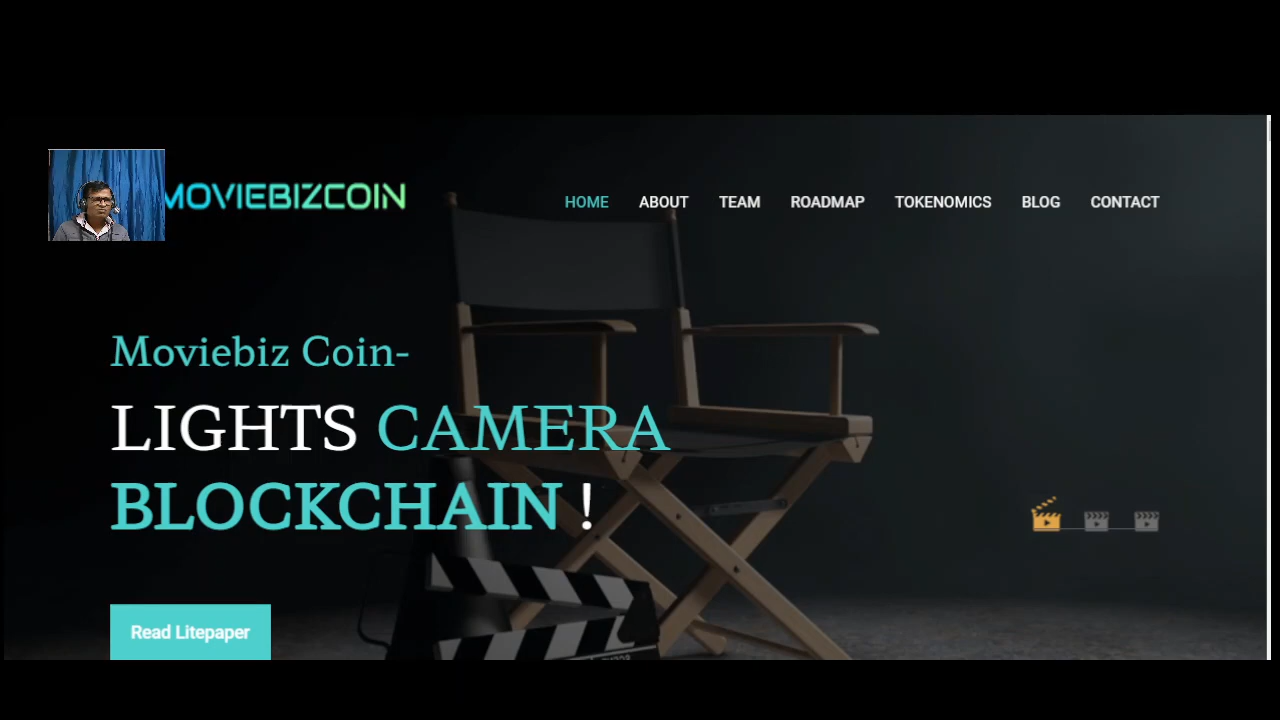 MOVIEBIZCOIN
HOME ABOUT TEAM ROADMAP TOKENOMICS BLOG CONTACT
Moviebiz Coin-
LIGHTS CAMERA
BLOCKCHAIN !
Read Litepaper